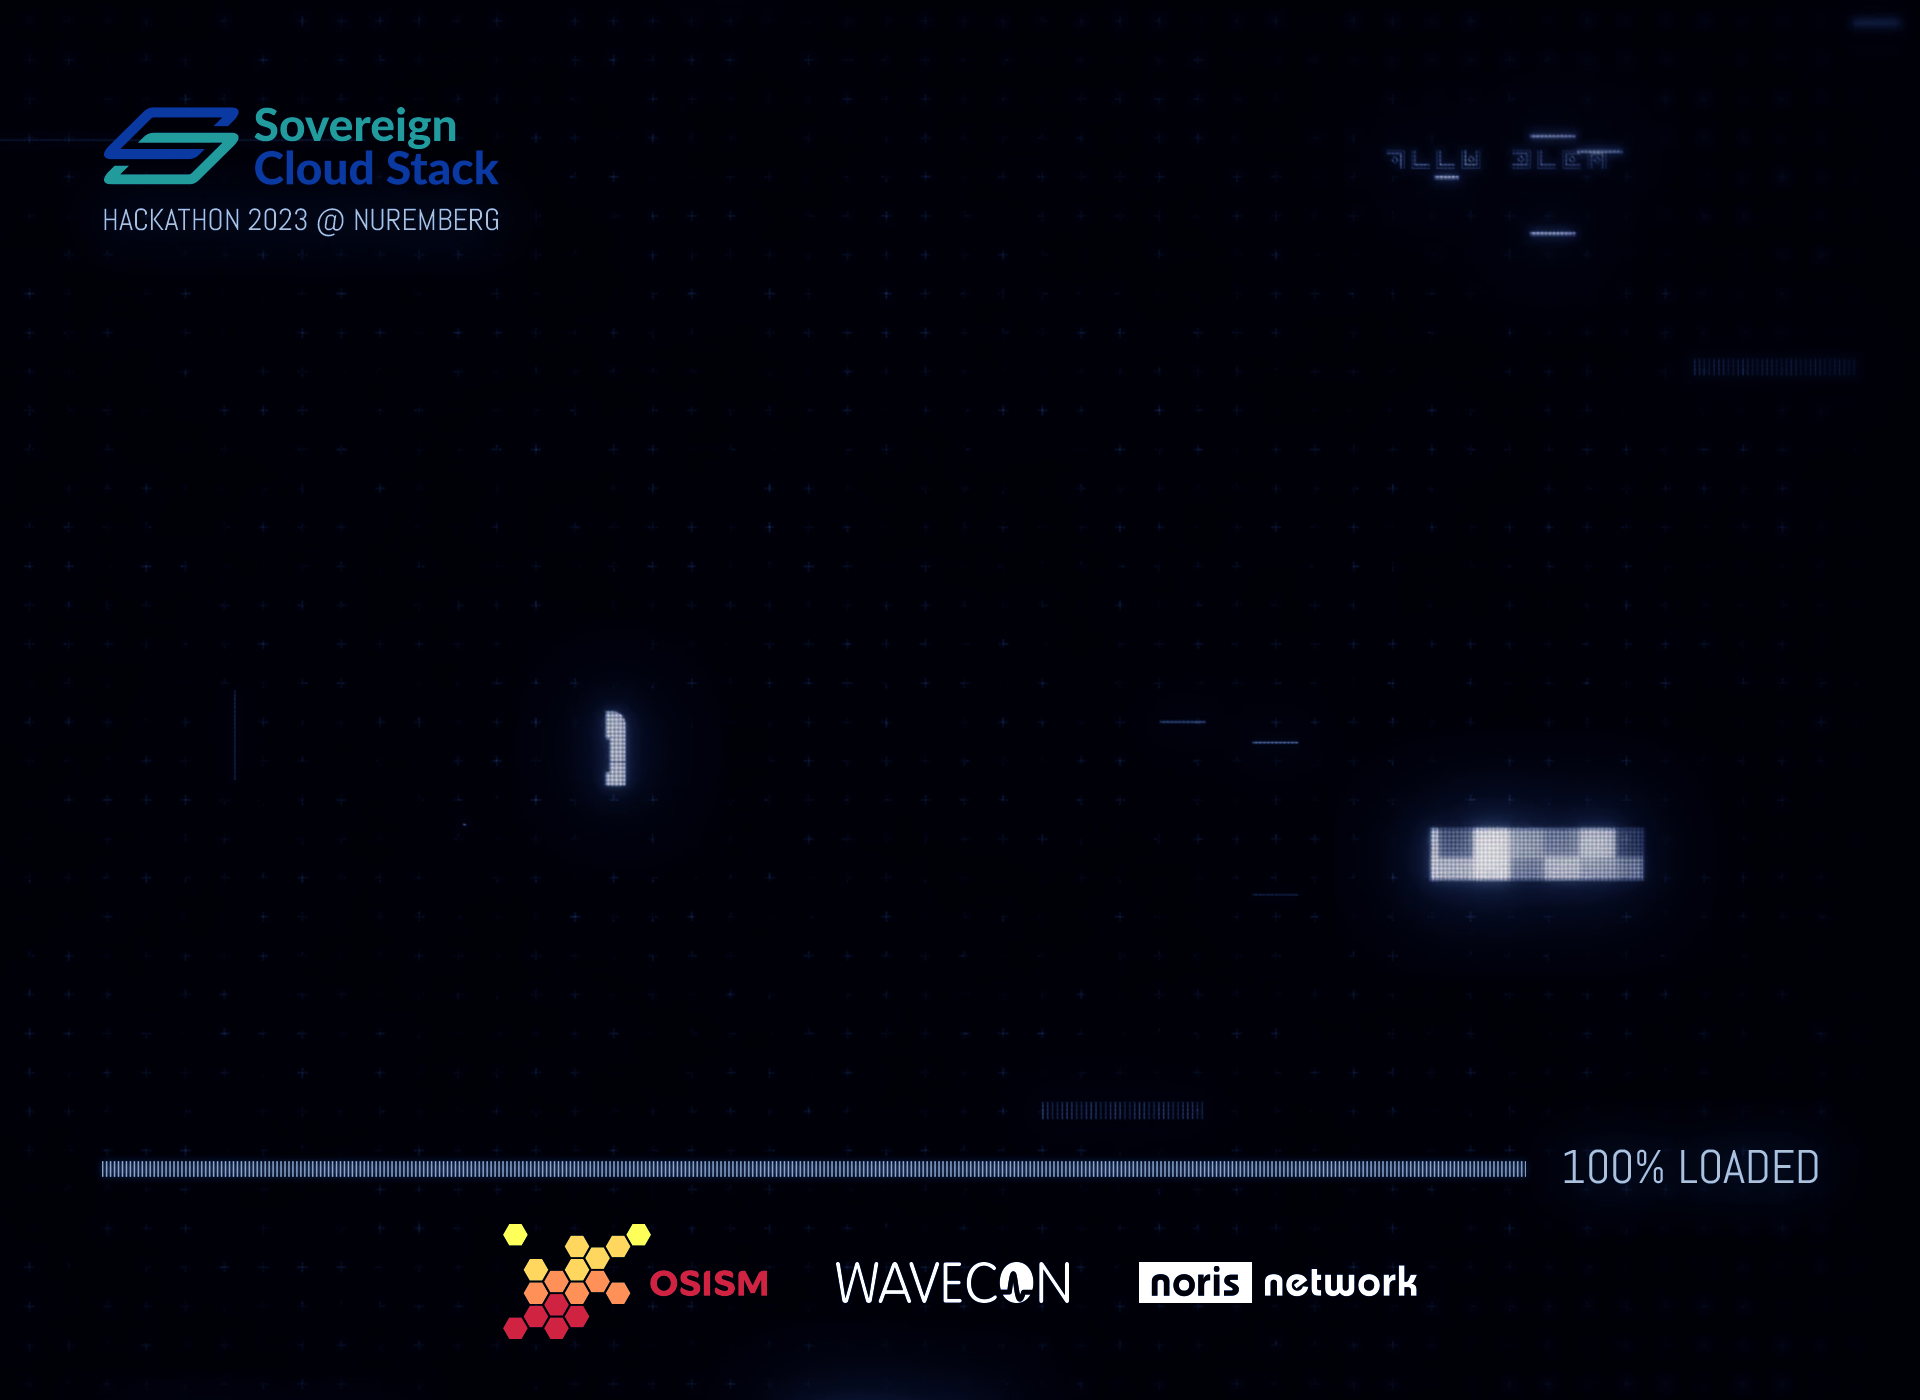 Sovereign
Cloud Stack
HACKATHON 2023 @ NUREMBERG
100% LOADED
OSISM
WAVECON
noris network